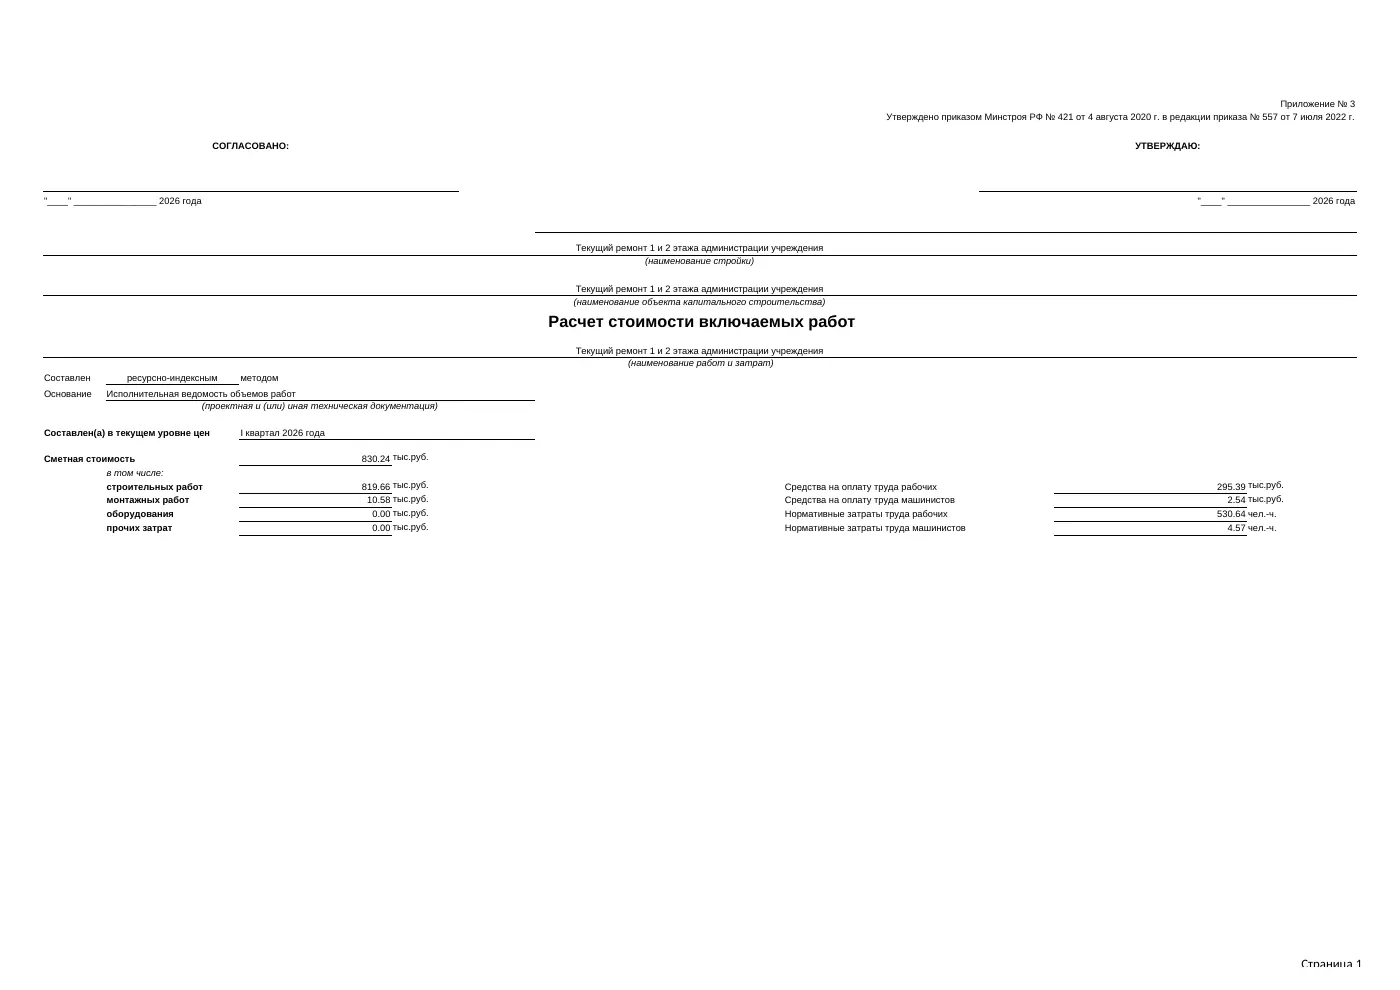 Приложение № 3
Утверждено приказом Минстроя РФ № 421 от 4 августа 2020 г. в редакции приказа № 557 от 7 июля 2022 г.
СОГЛАСОВАНО: УТВЕРЖДАЮ:
"____" ________________ 2026 года "____" ________________ 2026 года
Текущий ремонт 1 и 2 этажа администрации учреждения
(наименование стройки)
Текущий ремонт 1 и 2 этажа администрации учреждения
(наименование объекта капитального строительства)
Расчет стоимости включаемых работ
Текущий ремонт 1 и 2 этажа администрации учреждения
(наименование работ и затрат)
Составлен ресурсно-индексным методом
Основание Исполнительная ведомость объемов работ
(проектная и (или) иная техническая документация)
Составлен(а) в текущем уровне цен I квартал 2026 года
Сметная стоимость 830.24 тыс.руб.
в том числе:
строительных работ 819.66 тыс.руб. Средства на оплату труда рабочих 295.39 тыс.руб.
монтажных работ 10.58 тыс.руб. Средства на оплату труда машинистов 2.54 тыс.руб.
оборудования 0.00 тыс.руб. Нормативные затраты труда рабочих 530.64 чел.-ч.
прочих затрат 0.00 тыс.руб. Нормативные затраты труда машинистов 4.57 чел.-ч.
Страница 1